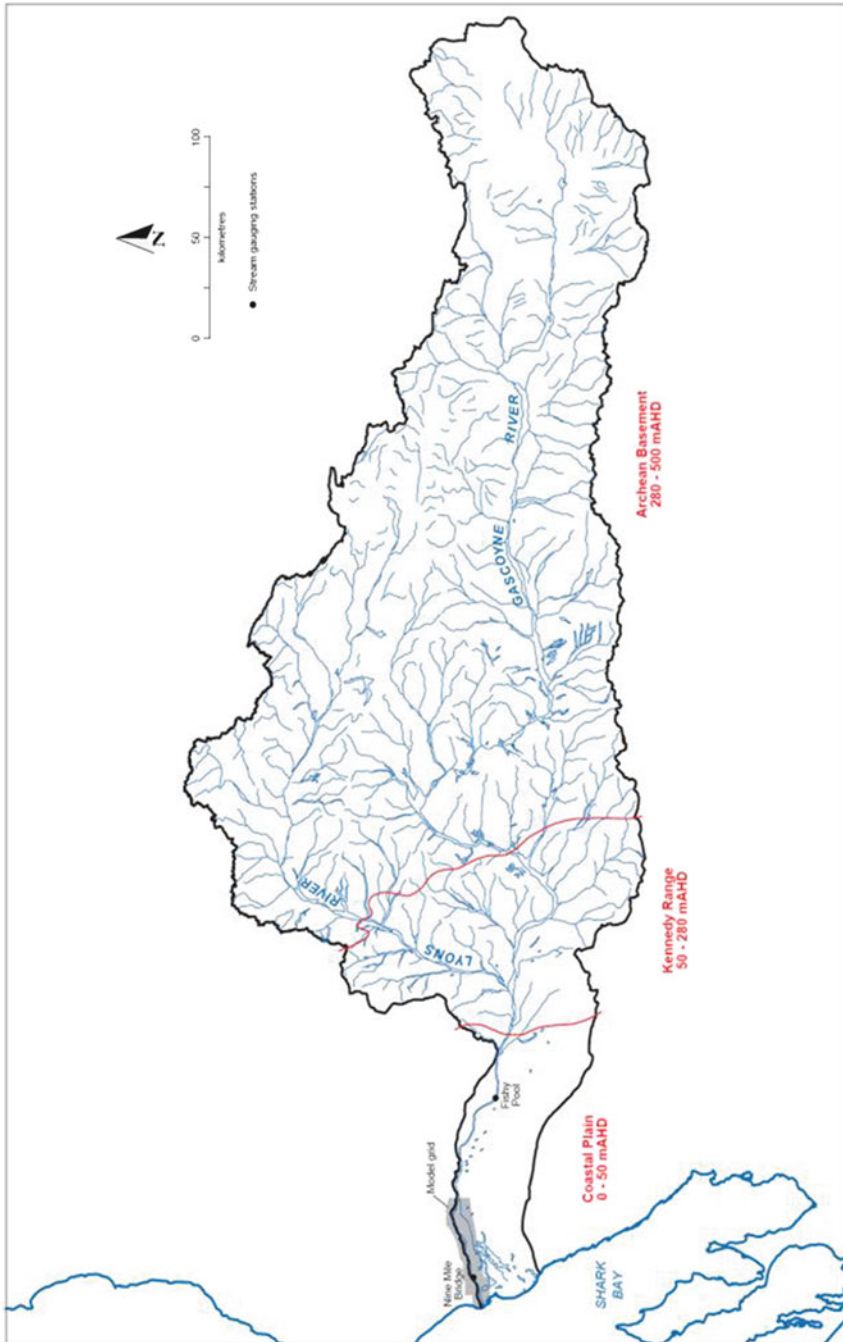 0
50
100
kilometres
Stream gauging stations
N
LYONS
RIVER
GASCOYNE
RIVER
Model grid
Nine Mile
Bridge
Fishy
Pool
Coastal Plain
0 - 50 mAHD
Kennedy Range
50 - 280 mAHD
Archean Basement
280 - 500 mAHD
SHARK
BAY